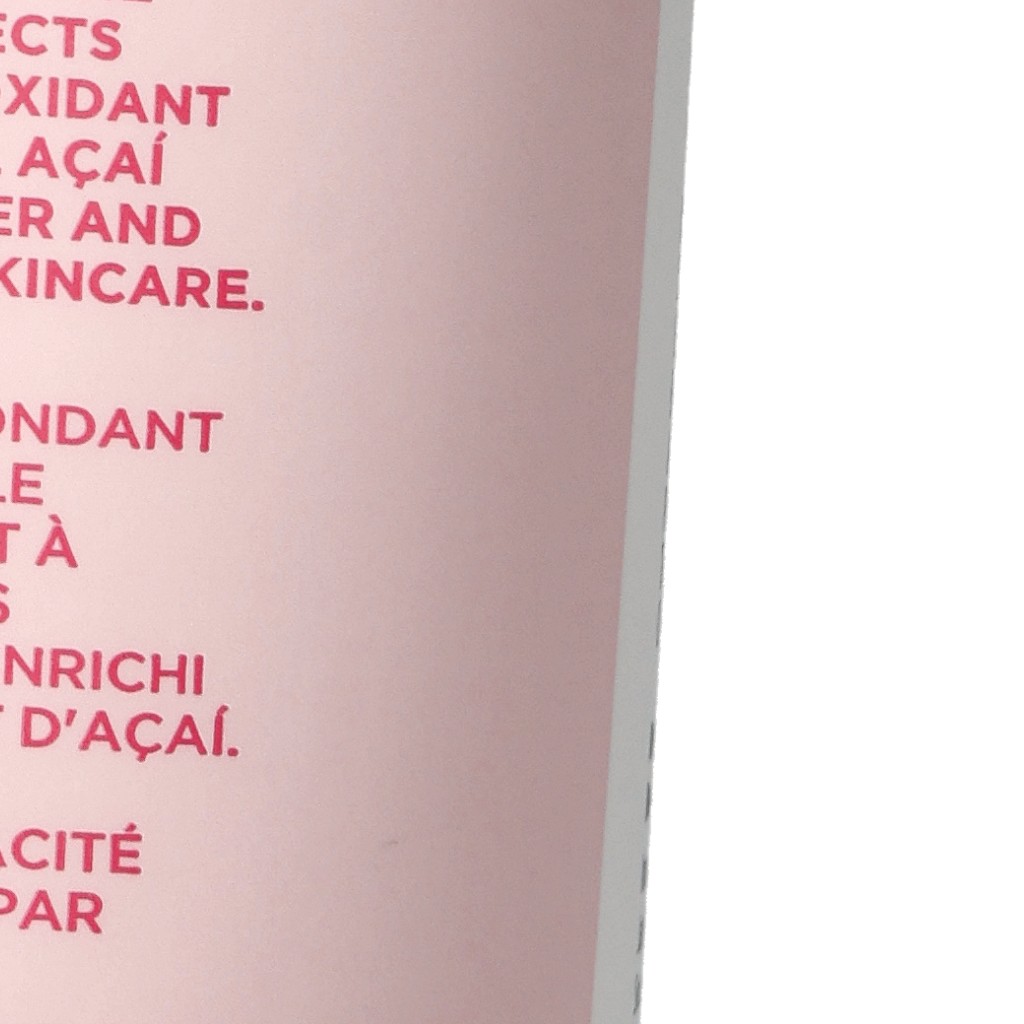 ECTS
OXIDANT
AÇAÍ
ER AND
KINCARE.
ONDANT
LE
T À
S
NRICHI
D'AÇAÍ.
ACITÉ
PAR